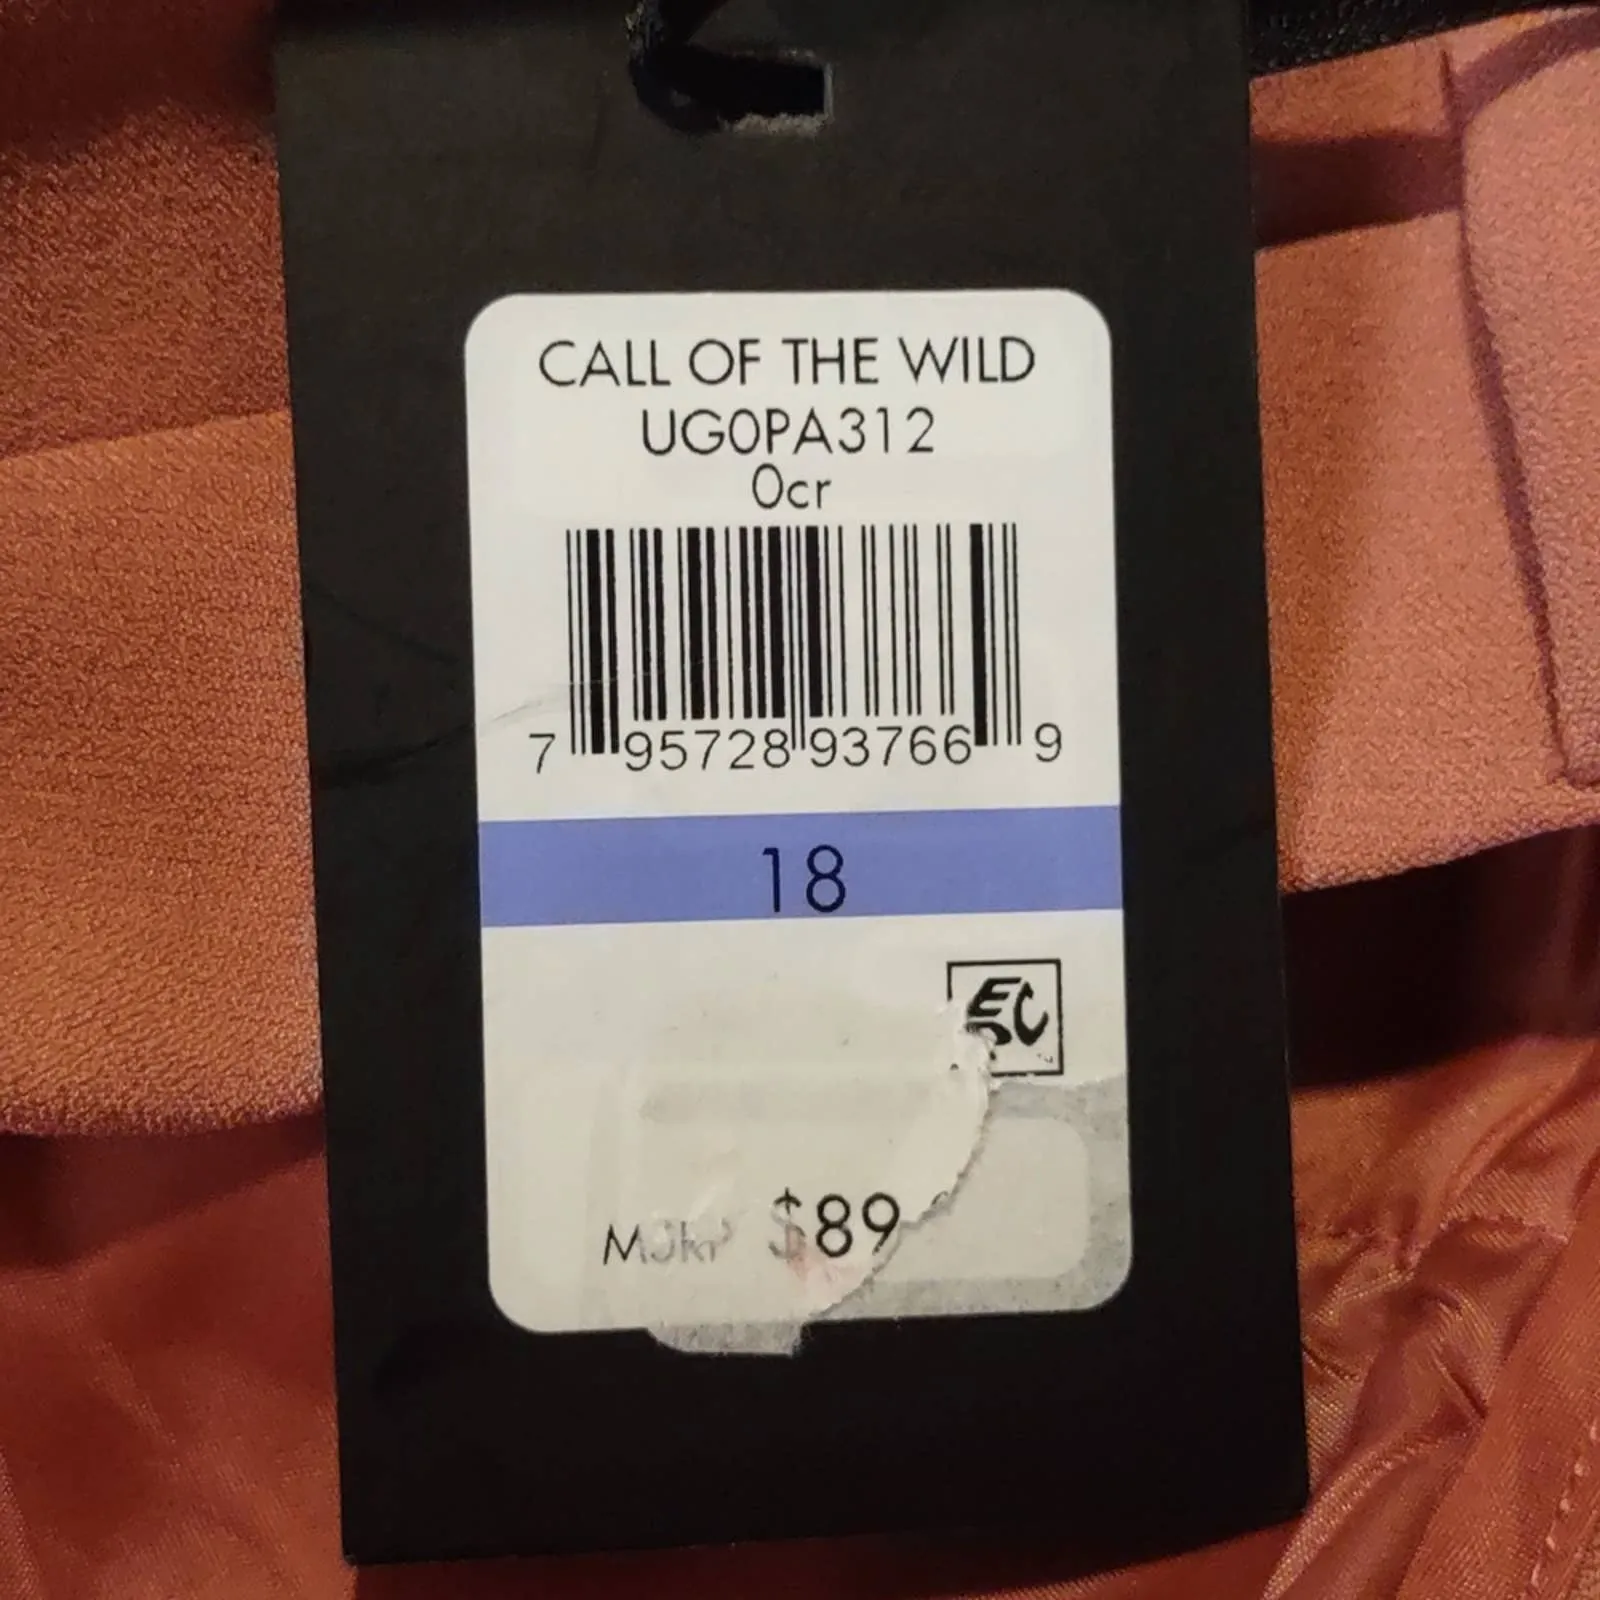 CALL OF THE WILD
UG0PA312
0cr
7 95728 93766 9
18
MSRP $89